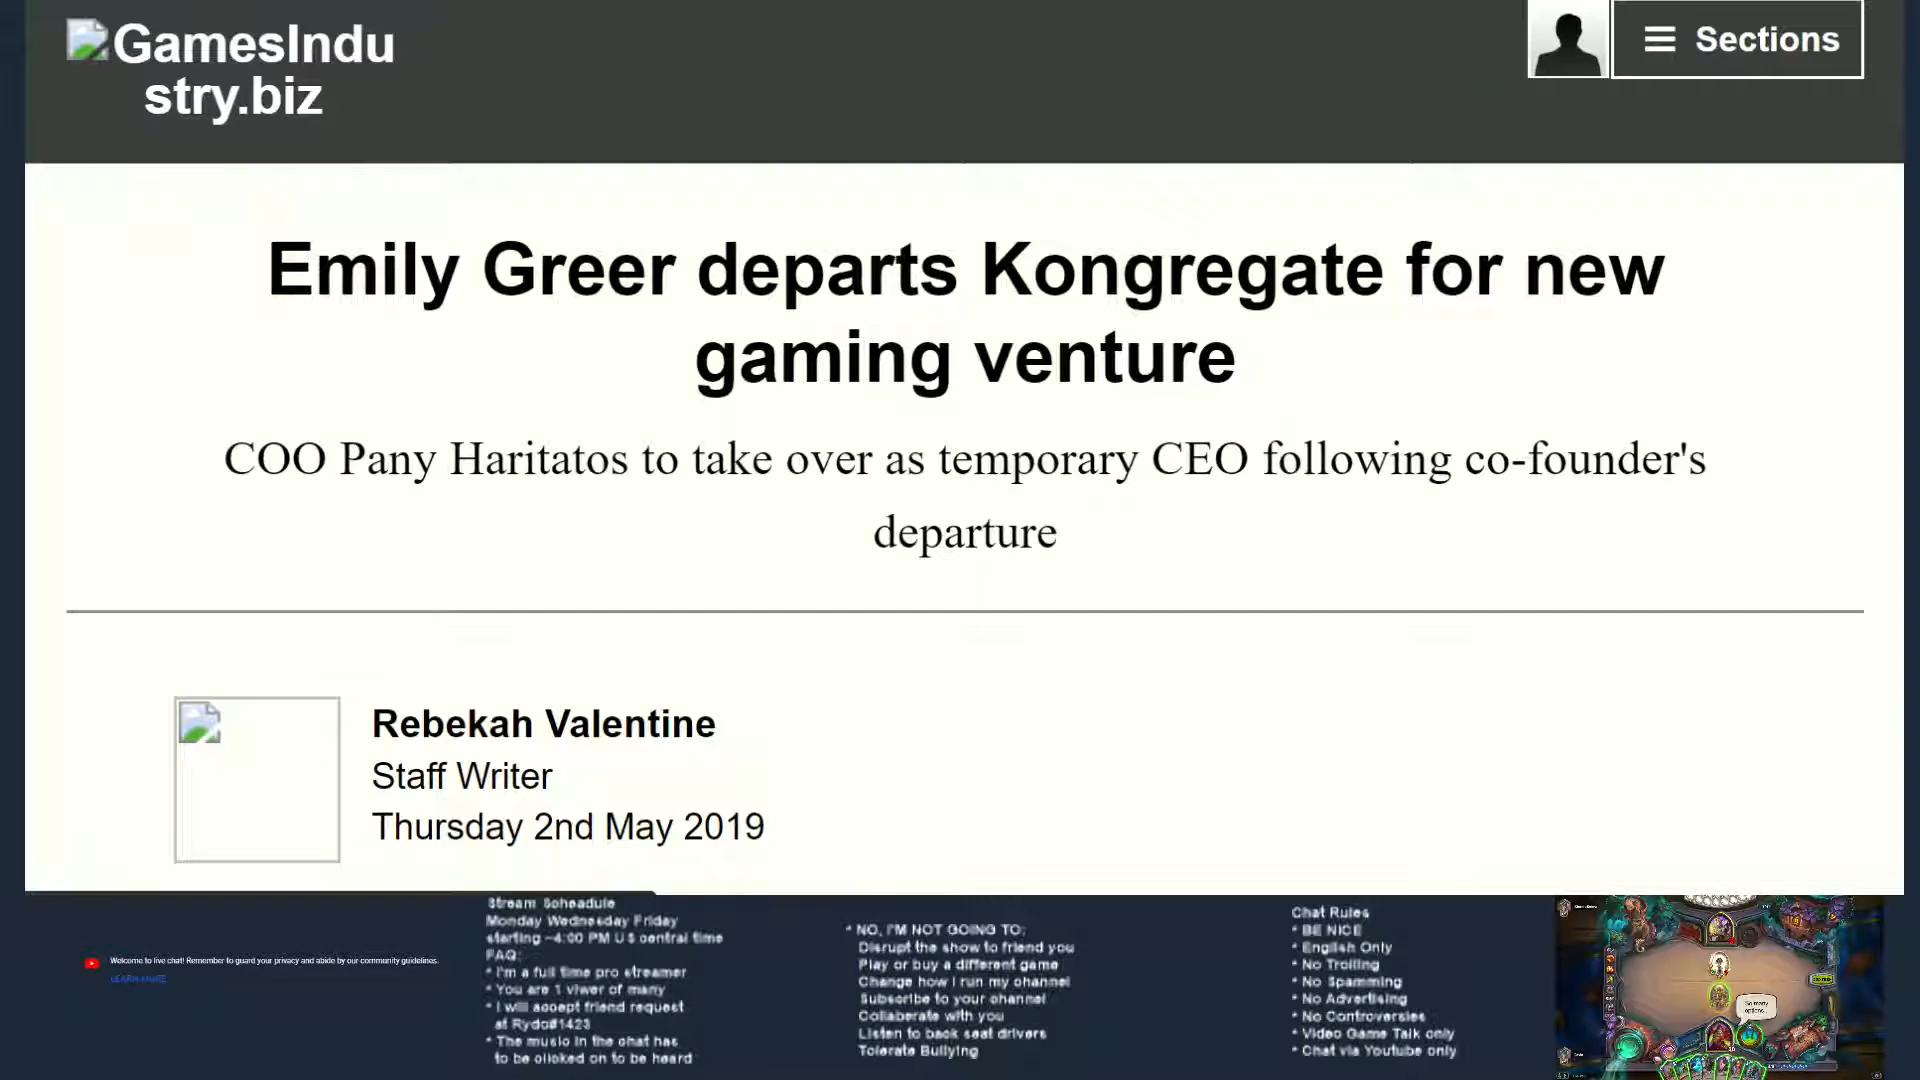 GamesIndu
stry.biz
Sections
Emily Greer departs Kongregate for new
gaming venture
COO Pany Haritatos to take over as temporary CEO following co-founder's
departure
Rebekah Valentine
Staff Writer
Thursday 2nd May 2019
Welcome to live chat! Remember to guard your privacy and abide by our community guidelines.
LEARN MORE
Stream Scheadule
Monday Wednesday Friday
starting ~4:00 PM US central time
FAQ:
* I'm a full time pro streamer
* You are 1 viwer of many
* I will accept friend request
at Rydo#1423
* The music in the chat has
to be clicked on to be heard
* NO, I'M NOT GOING TO:
Disrupt the show to friend you
Play or buy a different game
Change how I run my channel
Subscribe to your channel
Collaberate with you
Listen to back seat drivers
Tolerate Bullying
Chat Rules
* BE NICE
* English Only
* No Trolling
* No Spamming
* No Advertising
* No Controversies
* Video Game Talk only
* Chat via Youtube only
So many
options...